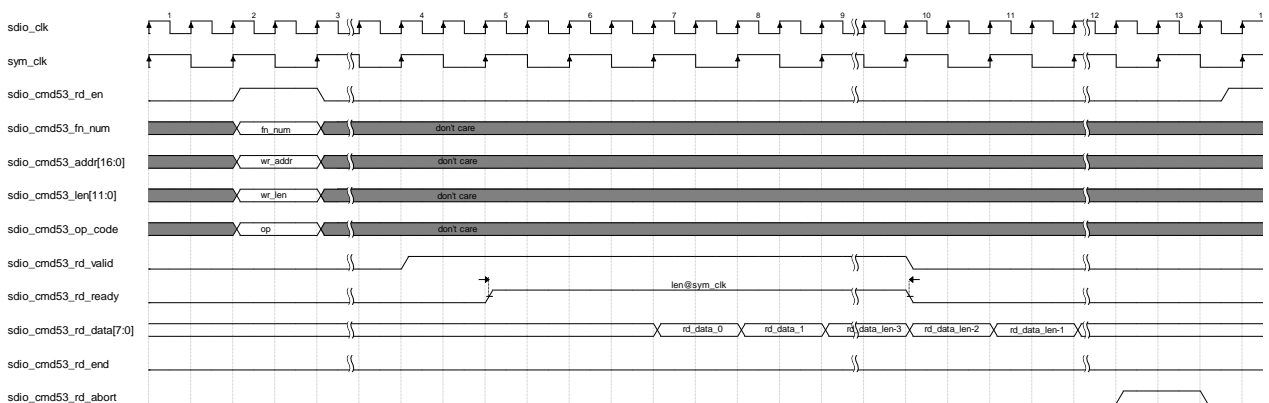 1 2 3 4 5 6 7 8 9 10 11 12 13
sdio_clk
sym_clk
sdio_cmd53_rd_en
sdio_cmd53_fn_num fn_num don't care
sdio_cmd53_addr[16:0] wr_addr don't care
sdio_cmd53_len[11:0] wr_len don't care
sdio_cmd53_op_code op don't care
sdio_cmd53_rd_valid
sdio_cmd53_rd_ready len@sym_clk
sdio_cmd53_rd_data[7:0] rd_data_0 rd_data_1 rd_data_len-3 rd_data_len-2 rd_data_len-1
sdio_cmd53_rd_end
sdio_cmd53_rd_abort